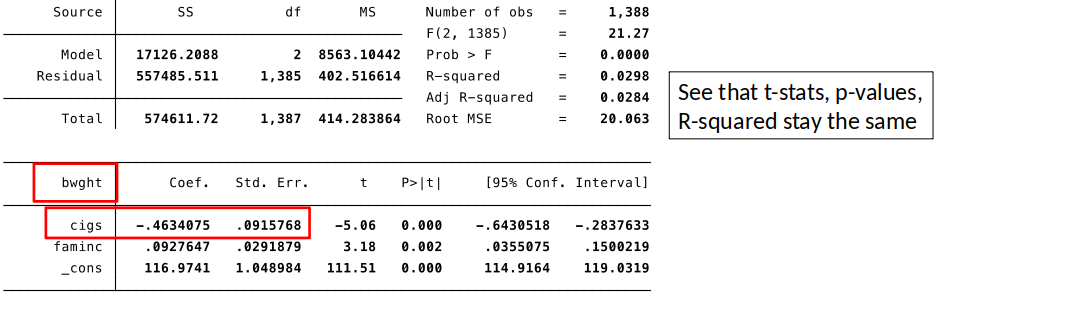 Source SS df MS Number of obs = 1,388
F(2, 1385) = 21.27
Model 17126.2088 2 8563.10442 Prob > F = 0.0000
Residual 557485.511 1,385 402.516614 R-squared = 0.0298
Adj R-squared = 0.0284
Total 574611.72 1,387 414.283864 Root MSE = 20.063
See that t-stats, p-values,
R-squared stay the same
bwght Coef. Std. Err. t P>|t| [95% Conf. Interval]
cigs -.4634075 .0915768 -5.06 0.000 -.6430518 -.2837633
faminc .0927647 .0291879 3.18 0.002 .0355075 .1500219
_cons 116.9741 1.048984 111.51 0.000 114.9164 119.0319